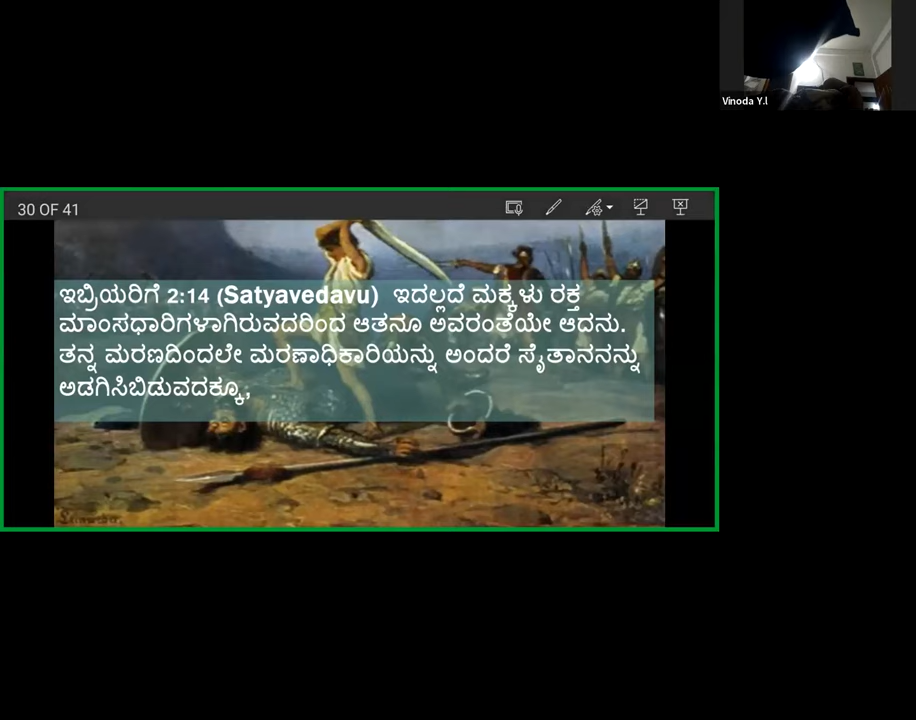 Vinoda Y.l
30 OF 41
ಇಬ್ರಿಯರಿಗೆ 2:14 (Satyavedavu) ಇದಲ್ಲದೆ ಮಕ್ಕಳು ರಕ್ತ
ಮಾಂಸಧಾರಿಗಳಾಗಿರುವದರಿಂದ ಆತನೂ ಅವರಂತೆಯೇ ಆದನು.
ತನ್ನ ಮರಣದಿಂದಲೇ ಮರಣಾಧಿಕಾರಿಯನ್ನು ಅಂದರೆ ಸೈತಾನನನ್ನು
ಅಡಗಿಸಿಬಿಡುವದಕ್ಕೂ,